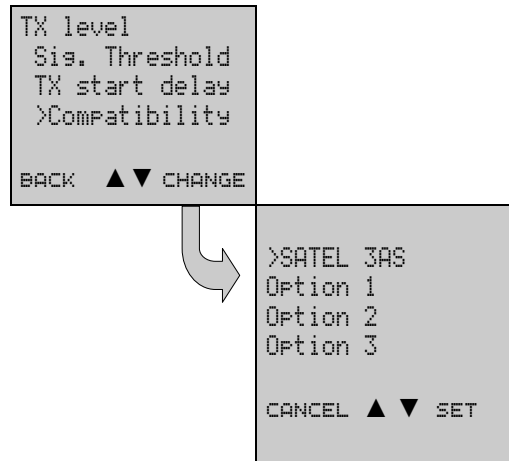 TX level
Sig. Threshold
TX start delay
>Compatibility
BACK ▲ ▼ CHANGE
>SATEL 3AS
Option 1
Option 2
Option 3
CANCEL ▲ ▼ SET